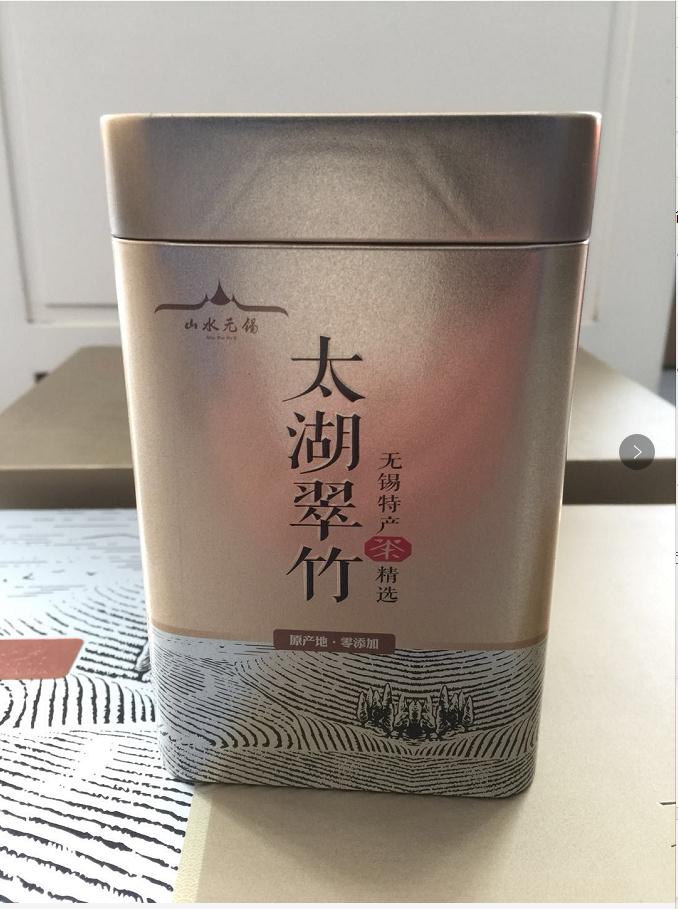 山水无锡
太湖翠竹
无锡特产茶精选
原产地·零添加